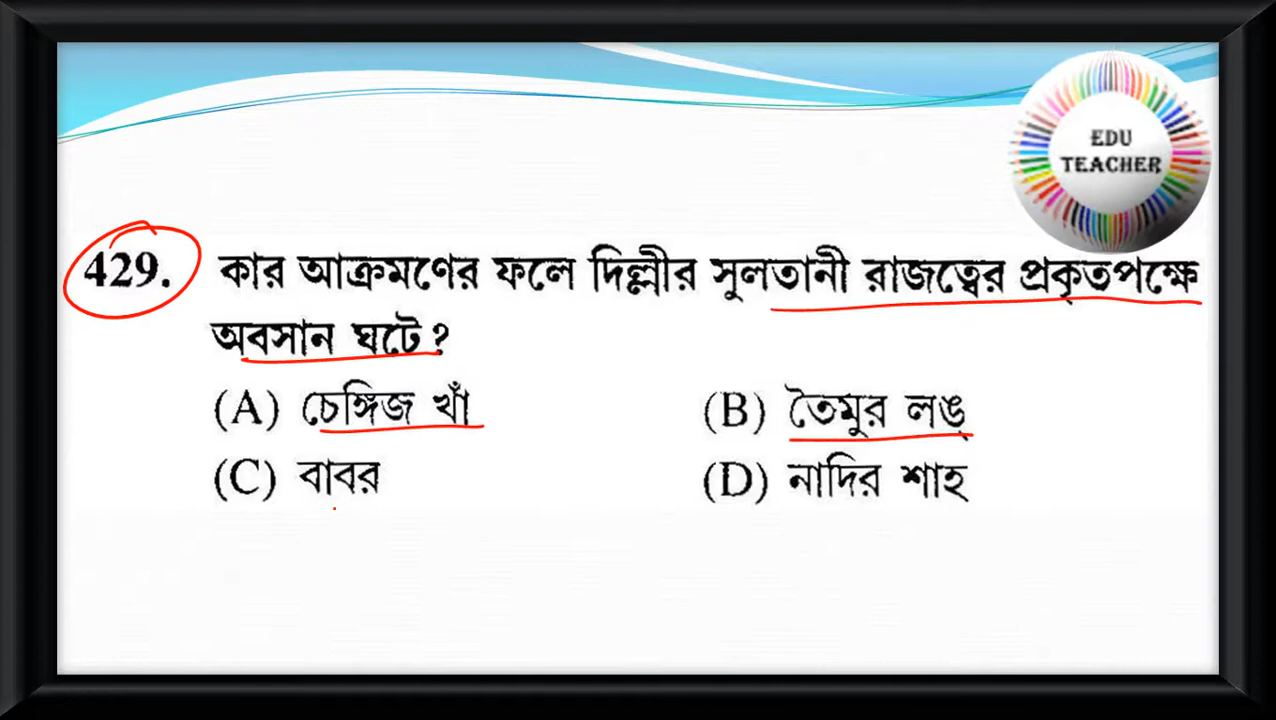 EDU
TEACHER
429. কার আক্রমণের ফলে দিল্লীর সুলতানী রাজত্বের প্রকৃতপক্ষে
অবসান ঘটে?
(A) চেঙ্গিজ খাঁ (B) তৈমুর লঙ্
(C) বাবর (D) নাদির শাহ